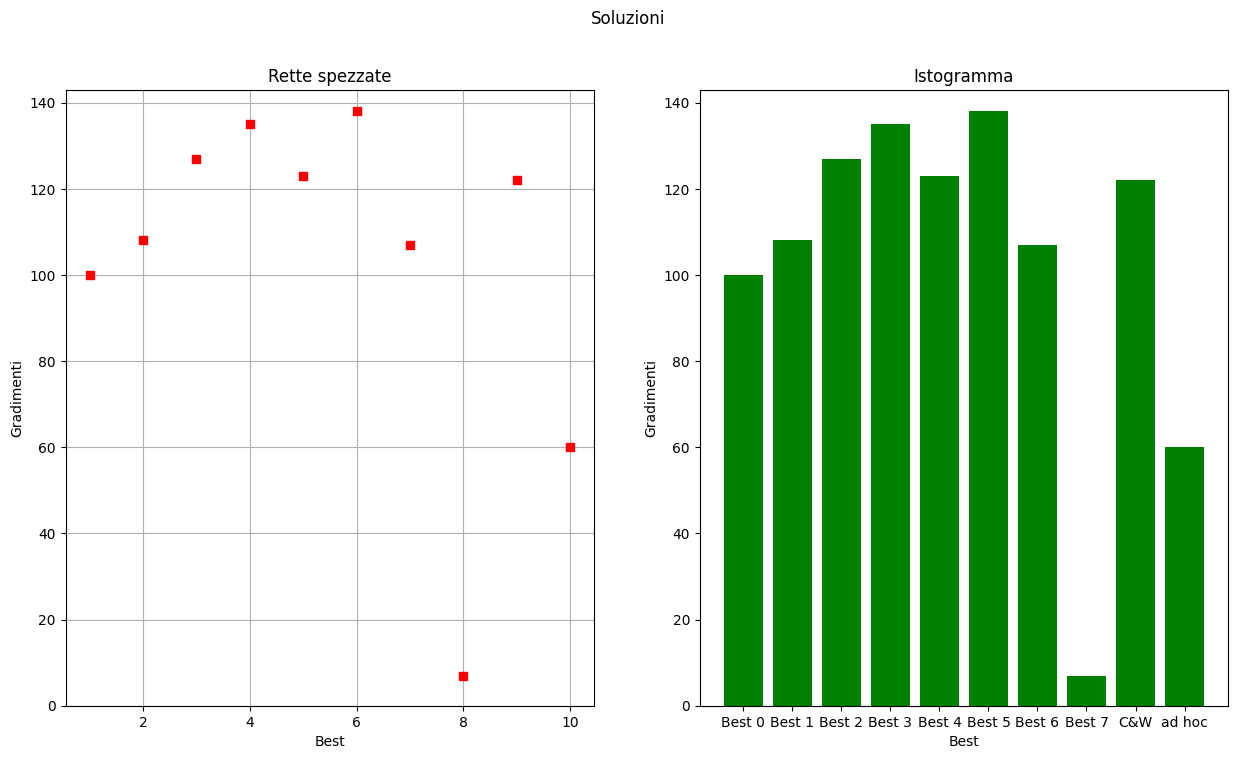 Soluzioni
Rette spezzate
140
120
100
80
60
40
20
0
Gradimenti
2 4 6 8 10
Best
Istogramma
140
120
100
80
60
40
20
0
Gradimenti
Best 0 Best 1 Best 2 Best 3 Best 4 Best 5 Best 6 Best 7 C&W ad hoc
Best